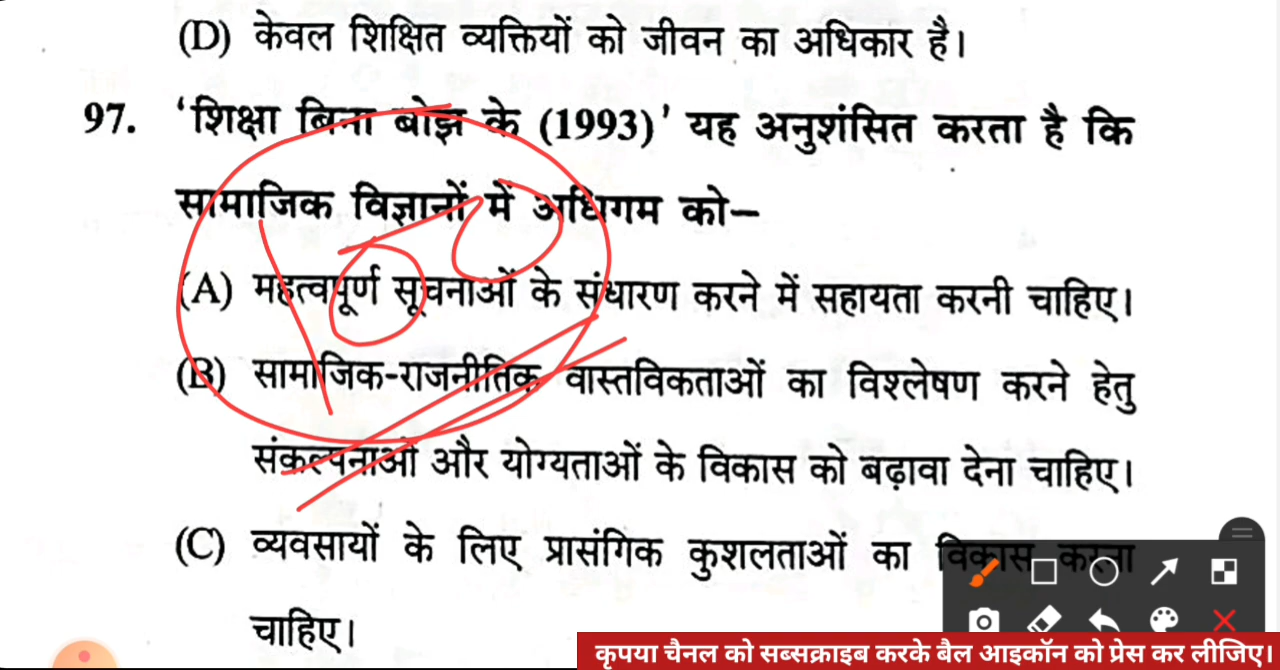 (D) केवल शिक्षित व्यक्तियों को जीवन का अधिकार है।
97. ‘शिक्षा बिना बोझ के (1993)’ यह अनुशंसित करता है कि
सामाजिक विज्ञानों में अधिगम को–
(A) महत्वपूर्ण सूचनाओं के संधारण करने में सहायता करनी चाहिए।
(B) सामाजिक-राजनीतिक वास्तविकताओं का विश्लेषण करने हेतु
संकल्पनाओं और योग्यताओं के विकास को बढ़ावा देना चाहिए।
(C) व्यवसायों के लिए प्रासंगिक कुशलताओं का विकास करना
चाहिए।
कृपया चैनल को सब्सक्राइब करके बैल आइकॉन को प्रेस कर लीजिए।